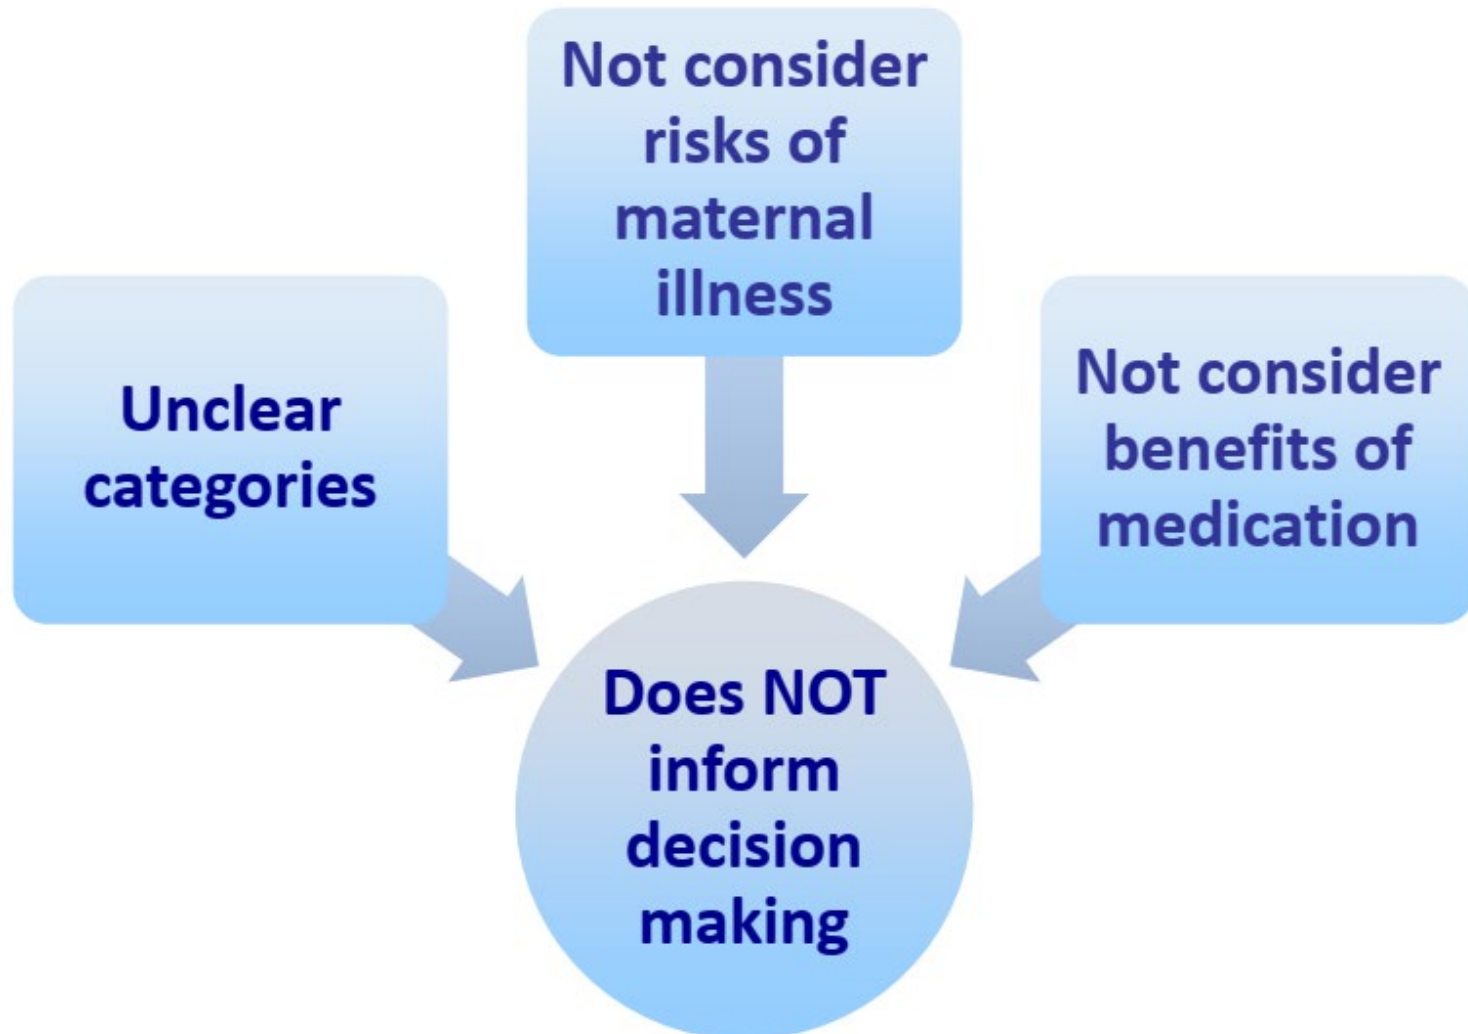 Not consider
risks of
maternal
illness
Unclear
categories
Not consider
benefits of
medication
Does NOT
inform
decision
making